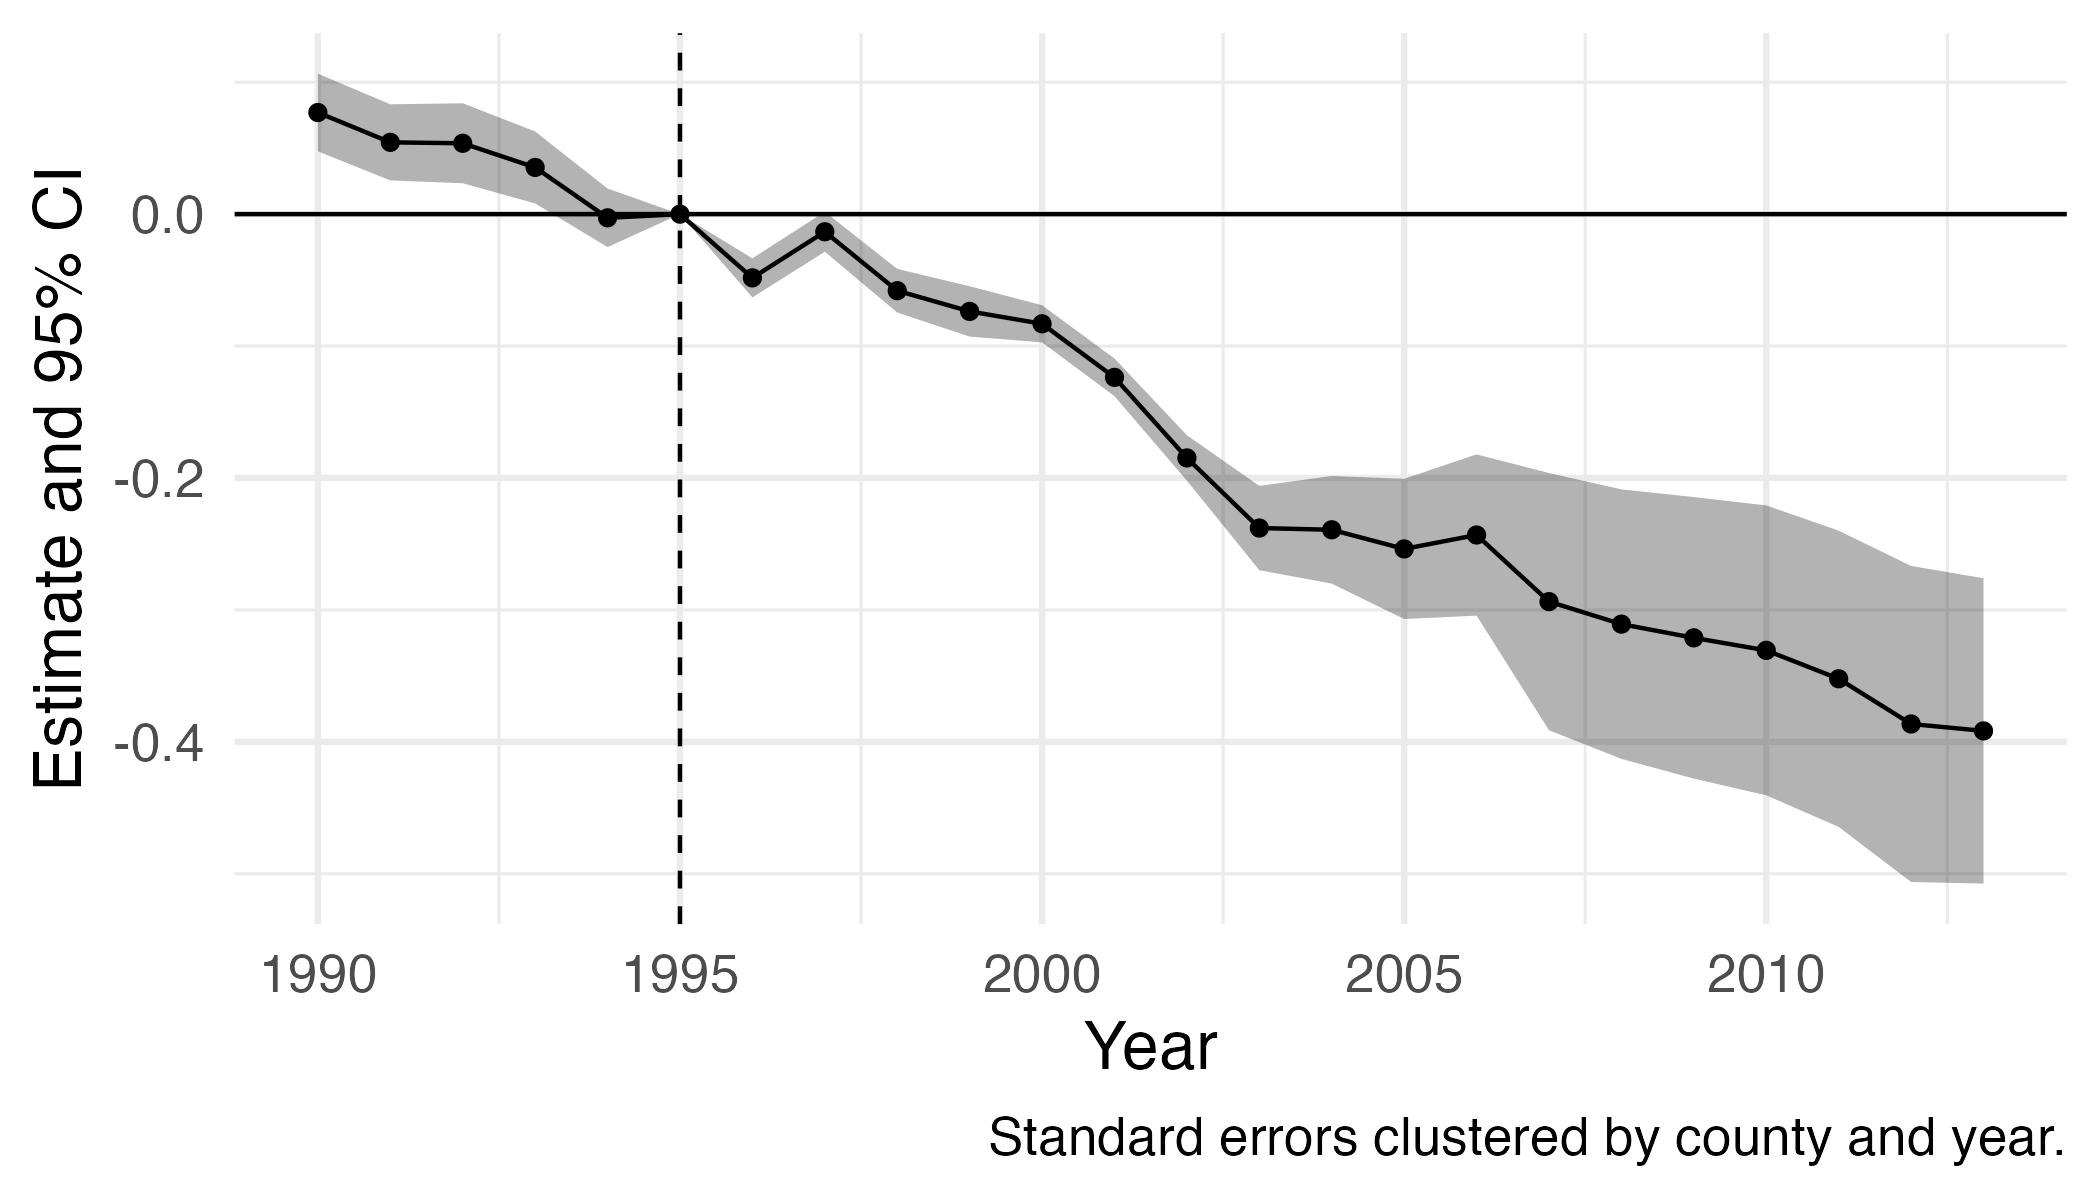 Estimate and 95% CI
0.0
-0.2
-0.4
1990 1995 2000 2005 2010
Year
Standard errors clustered by county and year.